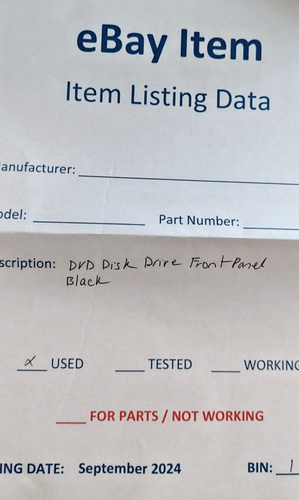 eBay Item
Item Listing Data
anufacturer:
odel: Part Number:
scription: DVD Disk Drive Front Panel
Black
x USED TESTED WORKING
FOR PARTS / NOT WORKING
ING DATE: September 2024 BIN: 1